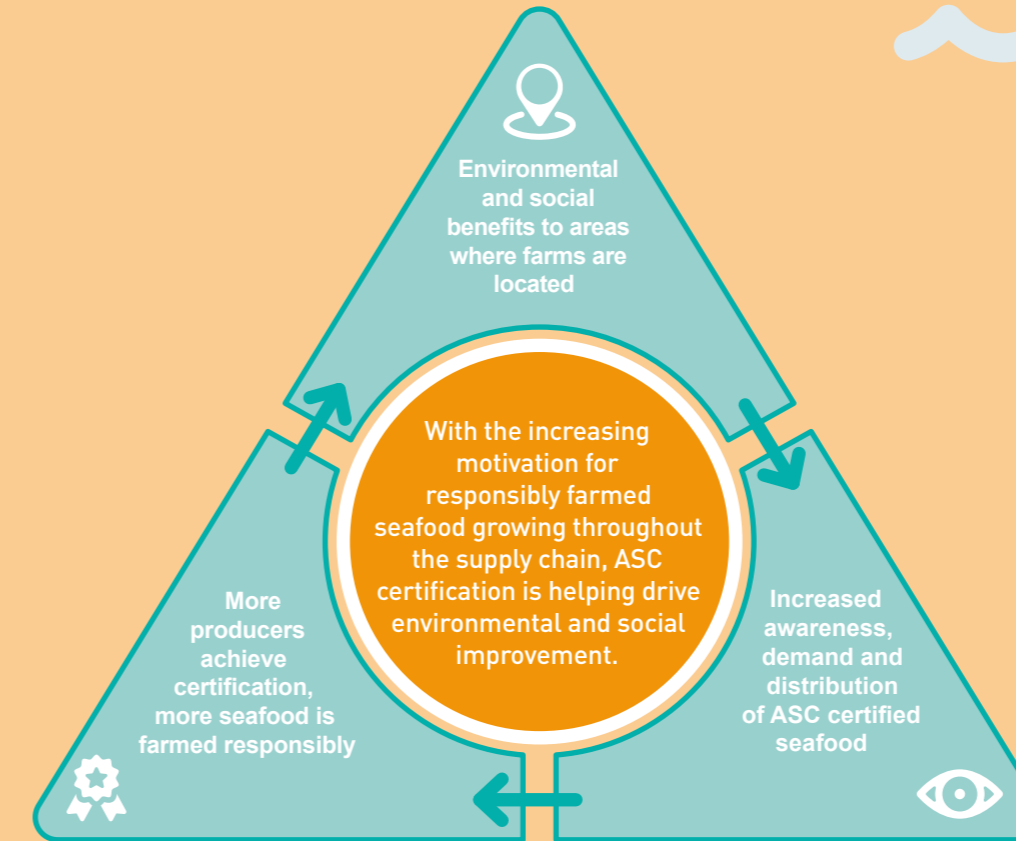 Environmental
and social
benefits to areas
where farms are
located
With the increasing
motivation for
responsibly farmed
seafood growing throughout
the supply chain, ASC
certification is helping drive
environmental and social
improvement.
More
producers
achieve
certification,
more seafood is
farmed responsibly
Increased
awareness,
demand and
distribution
of ASC certified
seafood